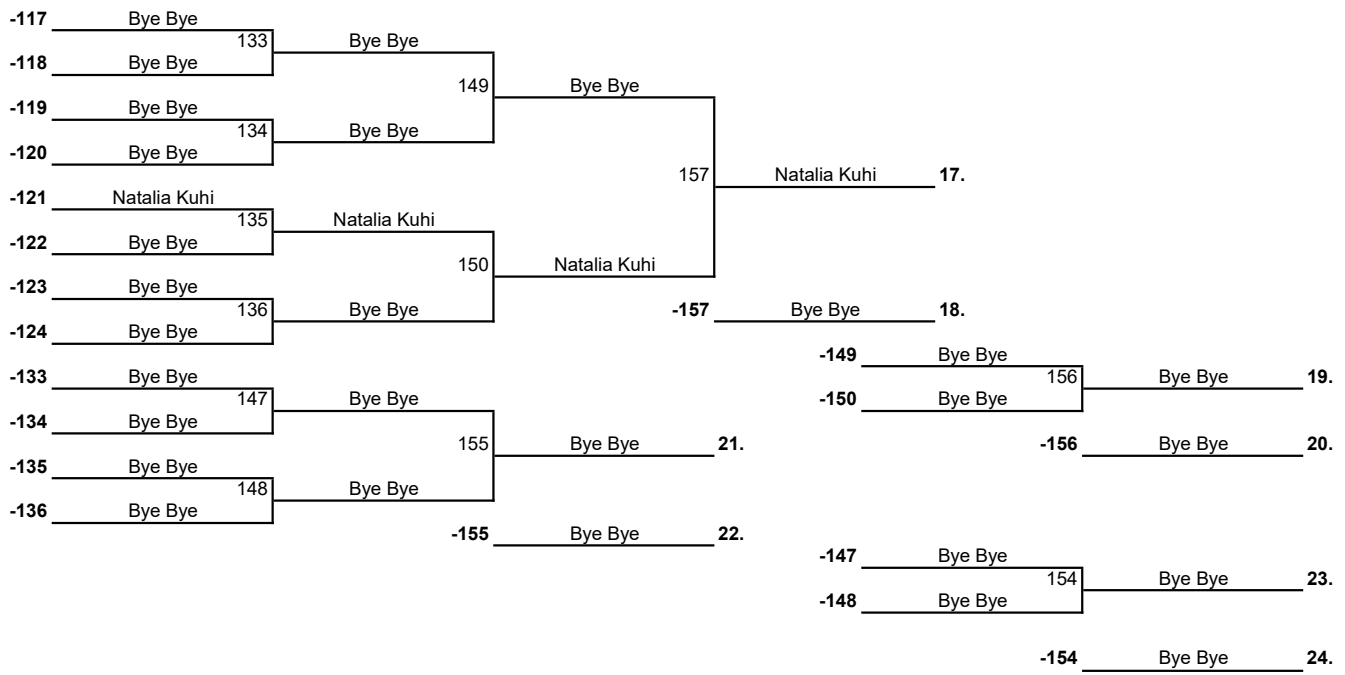 -117 Bye Bye
133 Bye Bye
-118 Bye Bye
149 Bye Bye
-119 Bye Bye
134 Bye Bye
-120 Bye Bye
157 Natalia Kuhi 17.
-121 Natalia Kuhi
135 Natalia Kuhi
-122 Bye Bye
150 Natalia Kuhi
-123 Bye Bye
136 Bye Bye
-157 Bye Bye 18.
-124 Bye Bye
-149 Bye Bye
156 Bye Bye 19.
-150 Bye Bye
-133 Bye Bye
147 Bye Bye
-134 Bye Bye
155 Bye Bye 21.
-156 Bye Bye 20.
-135 Bye Bye
148 Bye Bye
-136 Bye Bye
-155 Bye Bye 22.
-147 Bye Bye
154 Bye Bye 23.
-148 Bye Bye
-154 Bye Bye 24.